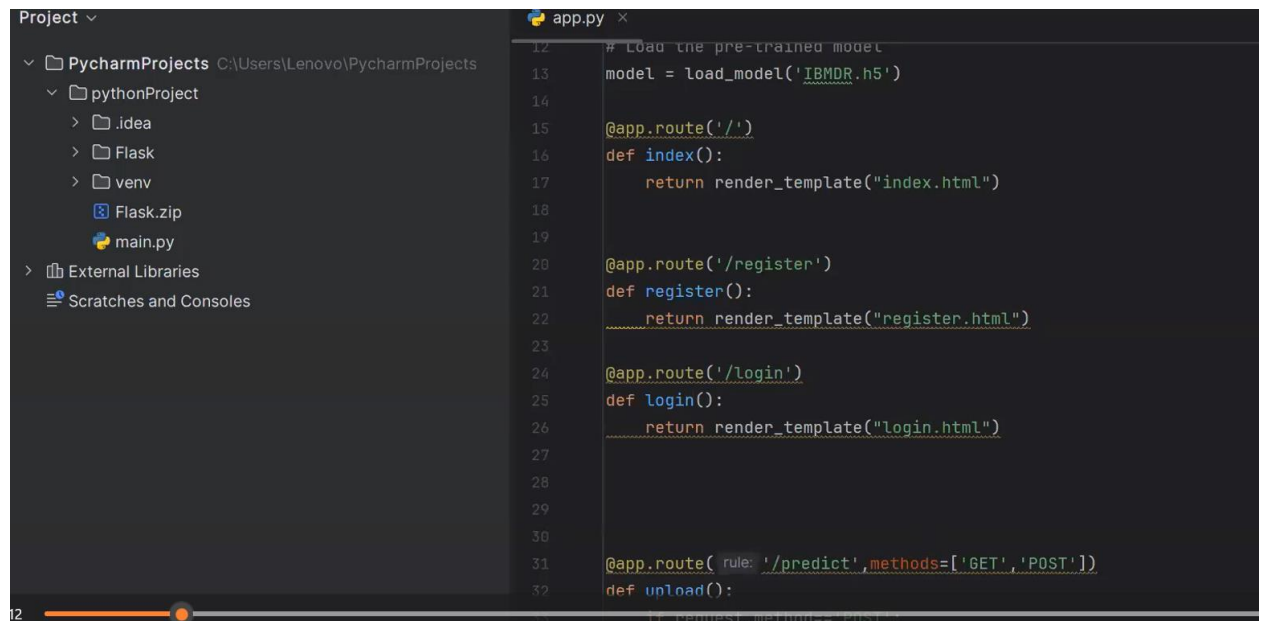 Project
PycharmProjects C:\Users\Lenovo\PycharmProjects
pythonProject
.idea
Flask
venv
Flask.zip
main.py
External Libraries
Scratches and Consoles
app.py ×
12 # Load the pre-trained model
13 model = load_model('IBMDR.h5')
14
15 @app.route('/')
16 def index():
17 return render_template("index.html")
18
19
20 @app.route('/register')
21 def register():
22 return render_template("register.html")
23
24 @app.route('/login')
25 def login():
26 return render_template("login.html")
27
28
29
30
31 @app.route( rule: '/predict',methods=['GET','POST'])
32 def upload():
if request.method=='POST':
12